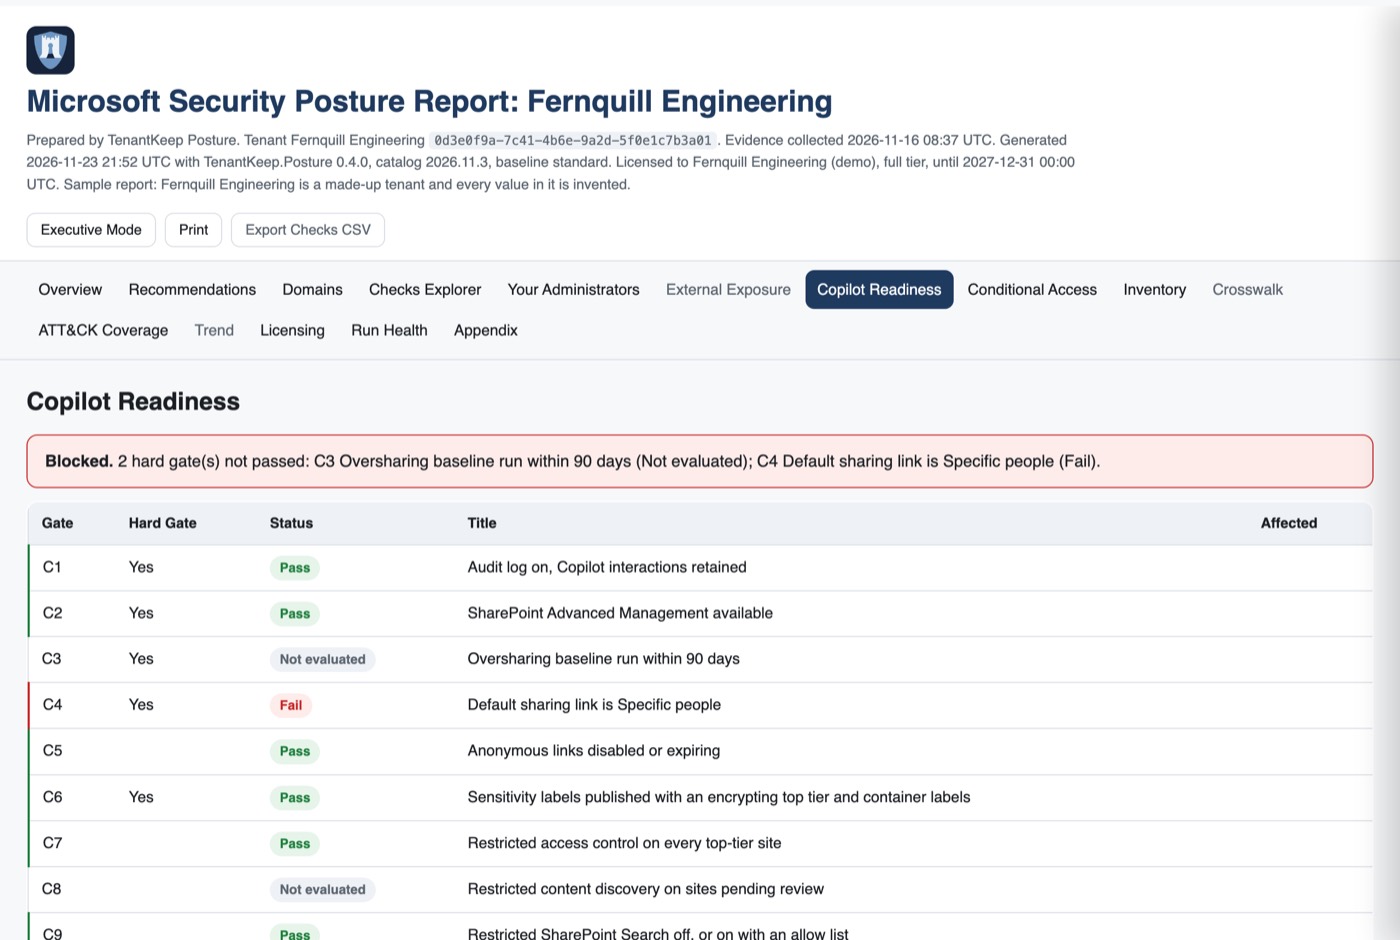 Microsoft Security Posture Report: Fernquill Engineering
Prepared by TenantKeep Posture. Tenant Fernquill Engineering 0d3e0f9a-7c41-4b6e-9a2d-5f0e1c7b3a01 . Evidence collected 2026-11-16 08:37 UTC. Generated
2026-11-23 21:52 UTC with TenantKeep.Posture 0.4.0, catalog 2026.11.3, baseline standard. Licensed to Fernquill Engineering (demo), full tier, until 2027-12-31 00:00
UTC. Sample report: Fernquill Engineering is a made-up tenant and every value in it is invented.
Executive Mode Print Export Checks CSV
Overview Recommendations Domains Checks Explorer Your Administrators External Exposure Copilot Readiness Conditional Access Inventory Crosswalk
ATT&CK Coverage Trend Licensing Run Health Appendix
Copilot Readiness
Blocked. 2 hard gate(s) not passed: C3 Oversharing baseline run within 90 days (Not evaluated); C4 Default sharing link is Specific people (Fail).
Gate Hard Gate Status Title Affected
C1 Yes Pass Audit log on, Copilot interactions retained
C2 Yes Pass SharePoint Advanced Management available
C3 Yes Not evaluated Oversharing baseline run within 90 days
C4 Yes Fail Default sharing link is Specific people
C5 Pass Anonymous links disabled or expiring
C6 Yes Pass Sensitivity labels published with an encrypting top tier and container labels
C7 Pass Restricted access control on every top-tier site
C8 Not evaluated Restricted content discovery on sites pending review
C9 Pass Restricted SharePoint Search off, or on with an allow list